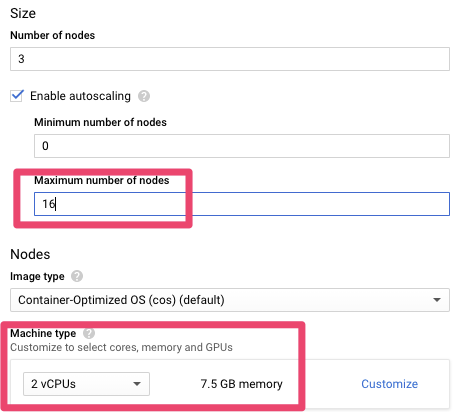 Size
Number of nodes
3
Enable autoscaling ?
Minimum number of nodes
0
Maximum number of nodes
16
Nodes
Image type ?
Container-Optimized OS (cos) (default)
Machine type ?
Customize to select cores, memory and GPUs
2 vCPUs 7.5 GB memory Customize